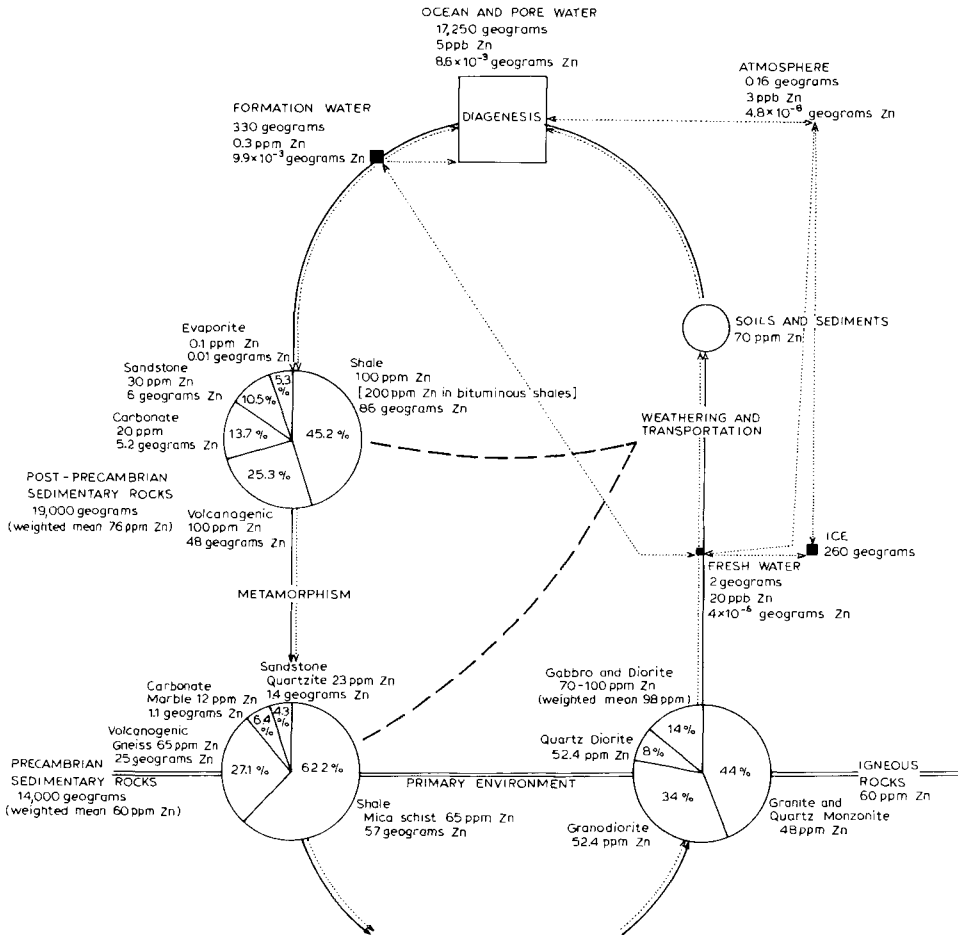 OCEAN AND PORE WATER
17,250 geograms
5ppb Zn
8.6×10⁻³ geograms Zn
DIAGENESIS
ATMOSPHERE
0.16 geograms
3 ppb Zn
4.8×10⁻⁸ geograms Zn
FORMATION WATER
330 geograms
0.3 ppm Zn
9.9×10⁻³ geograms Zn
SOILS AND SEDIMENTS
70 ppm Zn
Evaporite
0.1 ppm Zn
0.01 geograms Zn
Sandstone
30 ppm Zn
6 geograms Zn
Carbonate
20 ppm
5.2 geograms Zn
5.3
%
10.5%
13.7 %
45.2 %
25.3 %
Shale
100 ppm Zn
[200 ppm Zn in bituminous shales]
86 geograms Zn
WEATHERING AND
TRANSPORTATION
POST-PRECAMBRIAN
SEDIMENTARY ROCKS
19,000 geograms
(weighted mean 76 ppm Zn)
Volcanagenic
100 ppm Zn
48 geagrams Zn
ICE
260 geograms
FRESH WATER
2 geograms
20 ppb Zn
4×10⁻⁸ geograms Zn
METAMORPHISM
Sandstone
Quartzite 23 ppm Zn
1.4 geograms Zn
Carbonate
Marble 12 ppm Zn
1.1 geograms Zn
Volcanogenic
Gneiss 65 ppm Zn
25 geograms Zn
4.3
%
6.4
%
27.1 %
62.2 %
Gabbro and Diorite
70-100 ppm Zn
(weighted mean 98 ppm)
Quartz Diorite
52.4 ppm Zn
14 %
8%
44 %
34 %
PRECAMBRIAN
SEDIMENTARY ROCKS
14,000 geograms
(weighted mean 60 ppm Zn)
PRIMARY ENVIRONMENT
IGNEOUS
ROCKS
60 ppm Zn
Shale
Mica schist 65 ppm Zn
57 geograms Zn
Granodiorite
52.4 ppm Zn
Granite and
Quartz Monzonite
48 ppm Zn